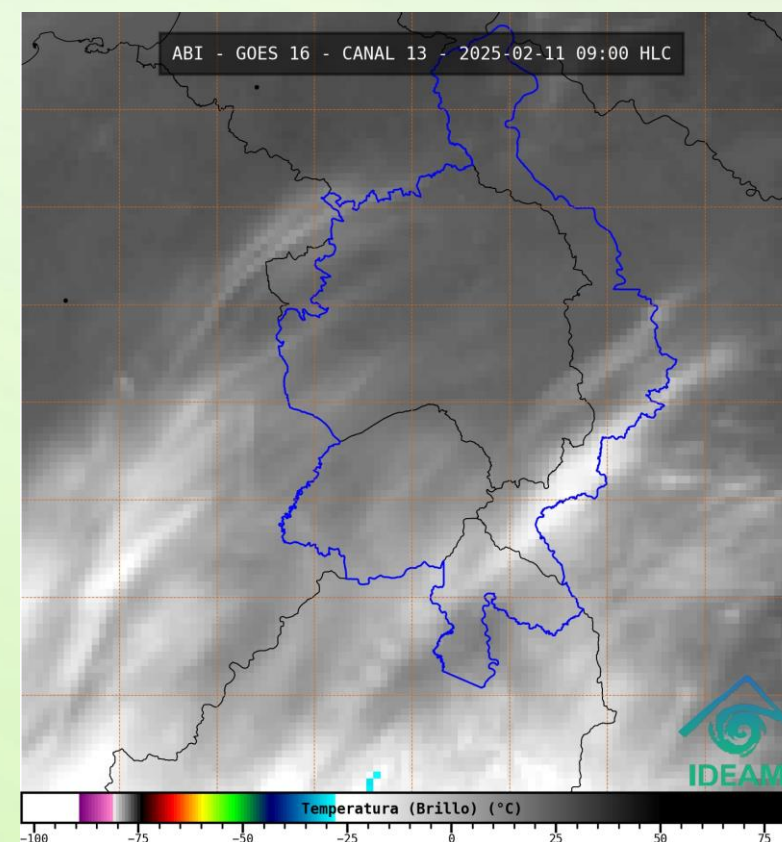 ABI - GOES 16 - CANAL 13 - 2025-02-11 09:00 HLC
IDEAM
Temperatura (Brillo) (°C)
-100 -75 -50 -25 0 25 50 75